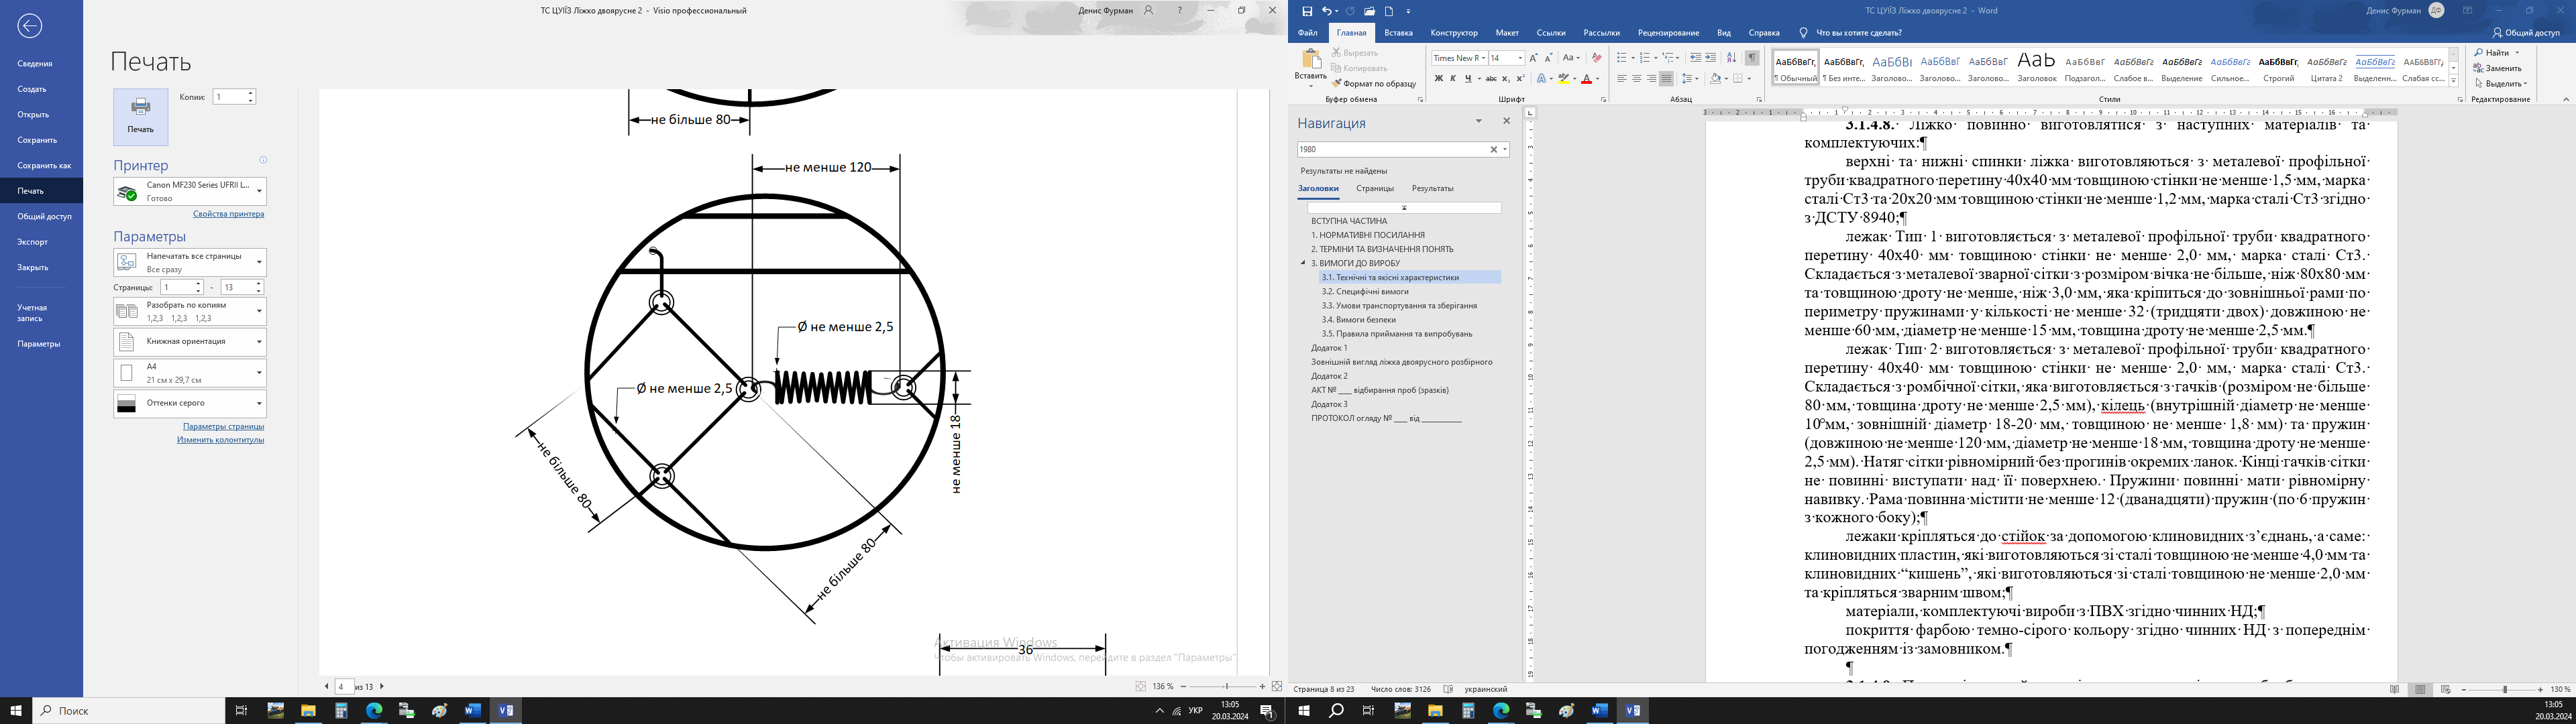 ТС ЦУІЇЗ Ліжко двоярусне 2 - Visio профессиональный
Денис Фурман
?
Сведения
Создать
Открыть
Сохранить
Сохранить как
Печать
Общий доступ
Экспорт
Закрыть
Учетная
запись
Параметры
Печать
Печать
Копии: 1
Принтер
Canon MF230 Series UFRII L...
Готово
Свойства принтера
Параметры
Напечатать все страницы
Все сразу
Страницы: 1 - 13
Разобрать по копиям
1,2,3 1,2,3 1,2,3
Книжная ориентация
A4
21 см x 29,7 см
Оттенки серого
Параметры страницы
Изменить колонтитулы
не більше 80
не менше 120
Ø не менше 2,5
Ø не менше 2,5
не менше 18
не більше 80
не більше 80
36
Активация Windows
Чтобы активировать Windows, перейдите в раздел "Параметры".
4 из 13
136 %
Поиск
УКР
13:05
20.03.2024
ТС ЦУІЇЗ Ліжко двоярусне 2 - Word
Денис Фурман
ДФ
Файл Главная Вставка Конструктор Макет Ссылки Рассылки Рецензирование Вид Справка Что вы хотите сделать?
Общий доступ
Вставить
Вырезать
Копировать
Формат по образцу
Буфер обмена
Times New R 14
Шрифт
Абзац
¶ Обычный ¶ Без инте... Заголово... Заголово... Заголово... Заголовок Подзагол... Слабое в... Выделение Сильное... Строгий Цитата 2 Выделенн... Слабая сс...
Стили
Найти
Заменить
Выделить
Редактирование
Навигация
1980
Результаты не найдены
Заголовки Страницы Результаты
ВСТУПНА ЧАСТИНА
1. НОРМАТИВНІ ПОСИЛАННЯ
2. ТЕРМІНИ ТА ВИЗНАЧЕННЯ ПОНЯТЬ
3. ВИМОГИ ДО ВИРОБУ
3.1. Технічні та якісні характеристики
3.2. Специфічні вимоги
3.3. Умови транспортування та зберігання
3.4. Вимоги безпеки
3.5. Правила приймання та випробувань
Додаток 1
Зовнішній вигляд ліжка двоярусного розбірного
Додаток 2
АКТ № ___ відбирання проб (зразків)
Додаток 3
ПРОТОКОЛ огляду № ___ від _________
3.1.4.8. Ліжко повинно виготовлятися з наступних матеріалів та
комплектуючих:¶
верхні та нижні спинки ліжка виготовляються з металевої профільної
труби квадратного перетину 40х40 мм товщиною стінки не менше 1,5 мм, марка
сталі Ст3 та 20х20 мм товщиною стінки не менше 1,2 мм, марка сталі Ст3 згідно
з ДСТУ 8940;¶
лежак Тип 1 виготовляється з металевої профільної труби квадратного
перетину 40х40 мм товщиною стінки не менше 2,0 мм, марка сталі Ст3.
Складається з металевої зварної сітки з розміром вічка не більше, ніж 80х80 мм
та товщиною дроту не менше, ніж 3,0 мм, яка кріпиться до зовнішньої рами по
периметру пружинами у кількості не менше 32 (тридцяти двох) довжиною не
менше 60 мм, діаметр не менше 15 мм, товщина дроту не менше 2,5 мм.¶
лежак Тип 2 виготовляється з металевої профільної труби квадратного
перетину 40х40 мм товщиною стінки не менше 2,0 мм, марка сталі Ст3.
Складається з ромбічної сітки, яка виготовляється з гачків (розміром не більше
80 мм, товщина дроту не менше 2,5 мм), кілець (внутрішній діаметр не менше
10 мм, зовнішній діаметр 18-20 мм, товщиною не менше 1,8 мм) та пружин
(довжиною не менше 120 мм, діаметр не менше 18 мм, товщина дроту не менше
2,5 мм). Натяг сітки рівномірний без прогинів окремих ланок. Кінці гачків сітки
не повинні виступати над її поверхнею. Пружини повинні мати рівномірну
навивку. Рама повинна містити не менше 12 (дванадцяти) пружин (по 6 пружин
з кожного боку);¶
лежаки кріпляться до стійок за допомогою клиновидних з’єднань, а саме:
клиновидних пластин, які виготовляються зі сталі товщиною не менше 4,0 мм та
клиновидних “кишень”, які виготовляються зі сталі товщиною не менше 2,0 мм
та кріпляться зварним швом;¶
матеріали, комплектуючі вироби з ПВХ згідно чинних НД;¶
покриття фарбою темно-сірого кольору згідно чинних НД з попереднім
погодженням із замовником.¶
¶
Страница 8 из 23 Число слов: 3126 украинский
130 %
13:05
20.03.2024